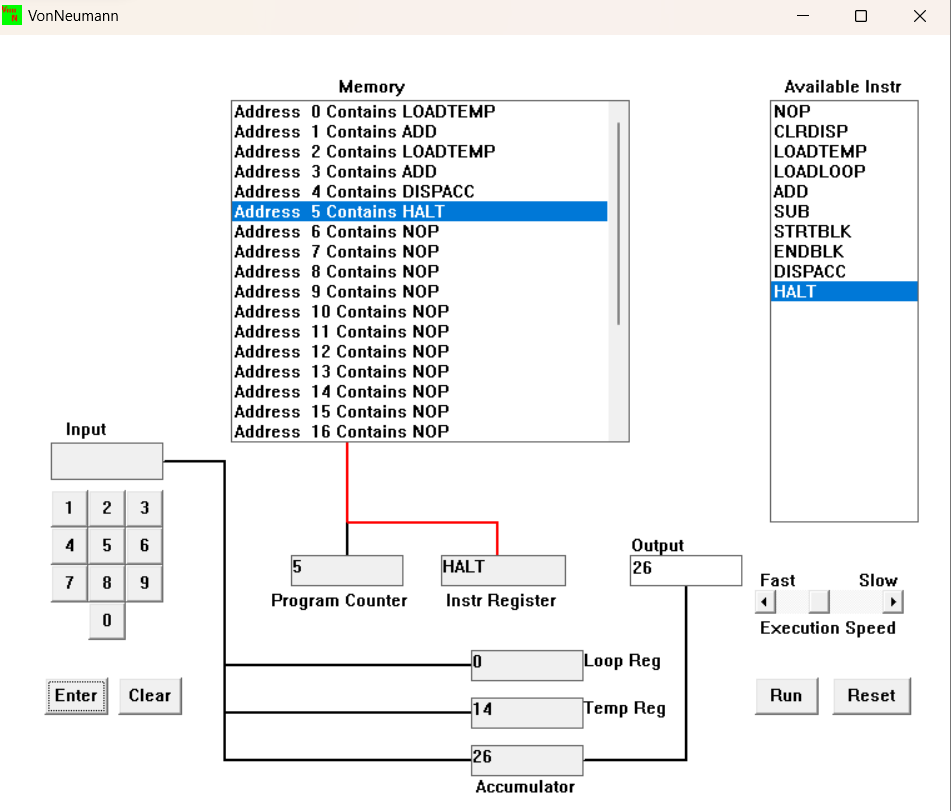 Von
N
VonNeumann
Memory
Address 0 Contains LOADTEMP
Address 1 Contains ADD
Address 2 Contains LOADTEMP
Address 3 Contains ADD
Address 4 Contains DISPACC
Address 5 Contains HALT
Address 6 Contains NOP
Address 7 Contains NOP
Address 8 Contains NOP
Address 9 Contains NOP
Address 10 Contains NOP
Address 11 Contains NOP
Address 12 Contains NOP
Address 13 Contains NOP
Address 14 Contains NOP
Address 15 Contains NOP
Address 16 Contains NOP
Available Instr
NOP
CLRDISP
LOADTEMP
LOADLOOP
ADD
SUB
STRTBLK
ENDBLK
DISPACC
HALT
Input
1 2 3
4 5 6
7 8 9
0
Enter Clear
5
Program Counter
HALT
Instr Register
Output
26
Fast Slow
Execution Speed
0 Loop Reg
14 Temp Reg
26
Accumulator
Run Reset